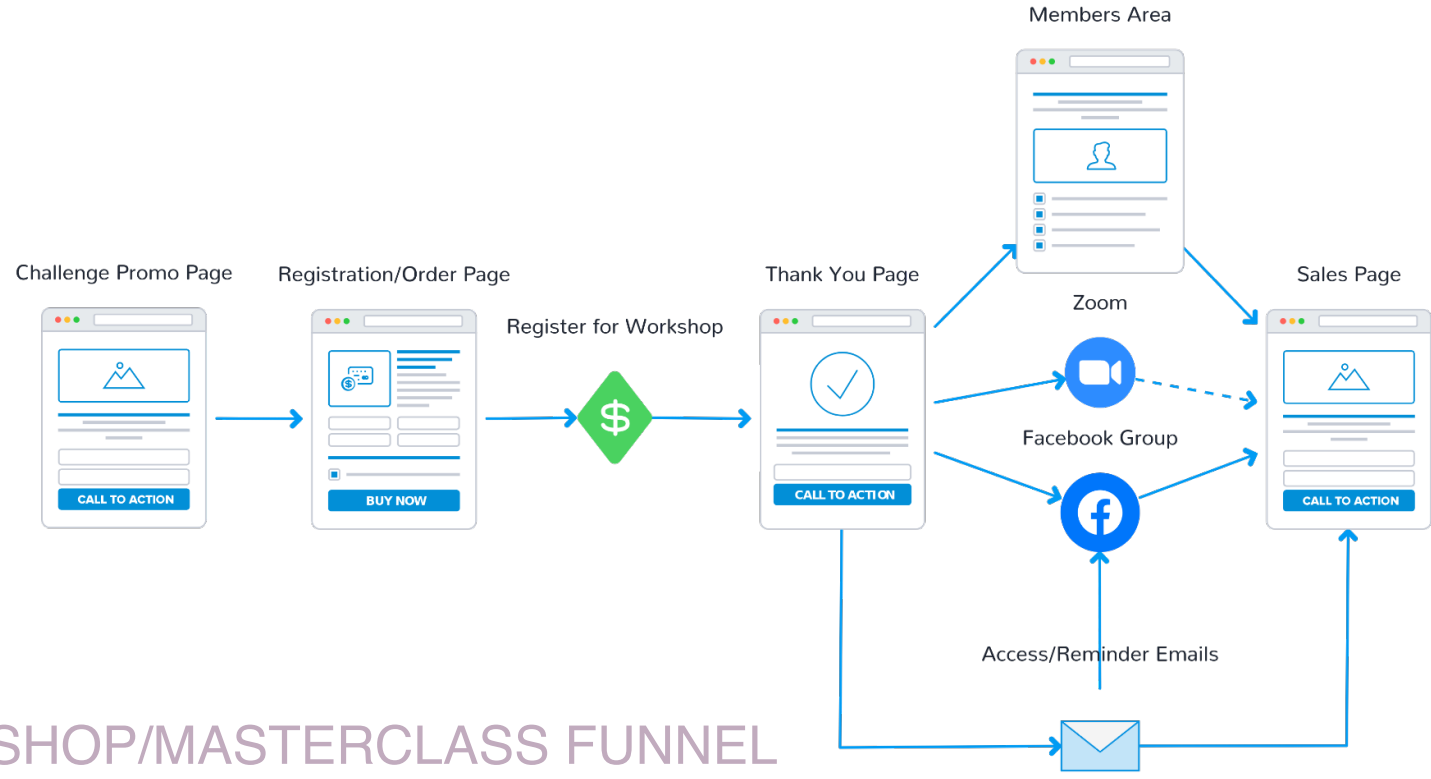 Members Area
Challenge Promo Page
Registration/Order Page
Register for Workshop
Thank You Page
Zoom
Sales Page
$
$
CALL TO ACTION
BUY NOW
CALL TO ACTION
Facebook Group
CALL TO ACTION
Access/Reminder Emails
SHOP/MASTERCLASS FUNNEL